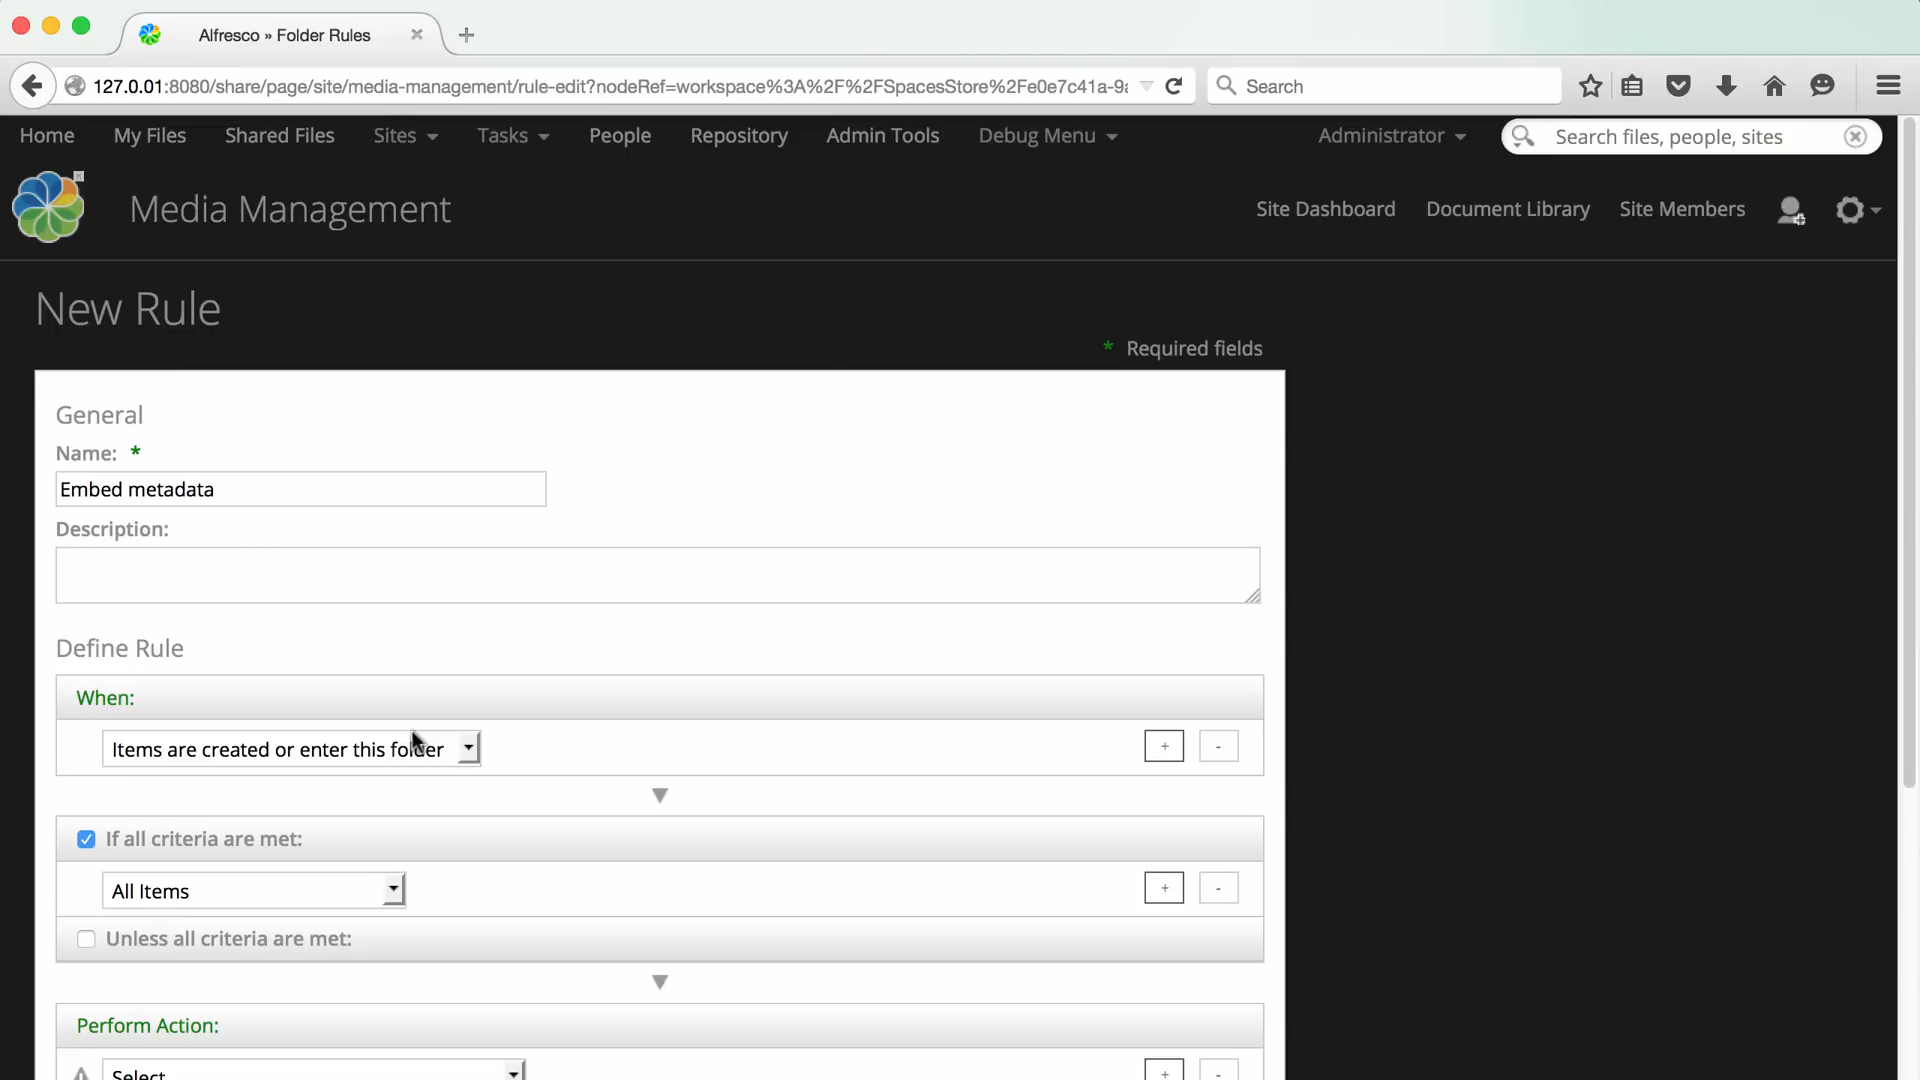 Alfresco » Folder Rules
127.0.01:8080/share/page/site/media-management/rule-edit?nodeRef=workspace%3A%2F%2FSpacesStore%2Fe0e7c41a-9
Search
Home My Files Shared Files Sites Tasks People Repository Admin Tools Debug Menu Administrator Search files, people, sites
Media Management Site Dashboard Document Library Site Members
New Rule
* Required fields
General
Name: *
Embed metadata
Description:
Define Rule
When:
Items are created or enter this folder + -
If all criteria are met:
All Items + -
Unless all criteria are met:
Perform Action:
Select... + -